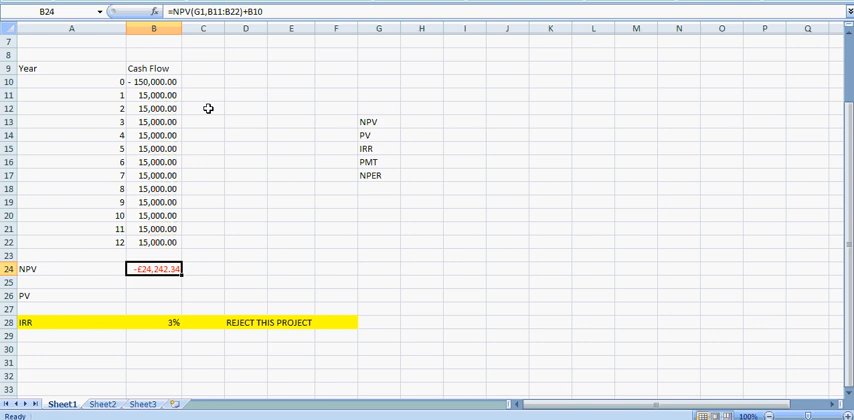 B24 fx =NPV(G1,B11:B22)+B10
A B C D E F G H I J K L M N O P Q
7
8
9 Year Cash Flow
10 0 - 150,000.00
11 1 15,000.00
12 2 15,000.00
13 3 15,000.00 NPV
14 4 15,000.00 PV
15 5 15,000.00 IRR
16 6 15,000.00 PMT
17 7 15,000.00 NPER
18 8 15,000.00
19 9 15,000.00
20 10 15,000.00
21 11 15,000.00
22 12 15,000.00
23
24 NPV -£24,242.34
25
26 PV
27
28 IRR 3% REJECT THIS PROJECT
29
30
31
32
33
Sheet1 Sheet2 Sheet3
Ready 100%